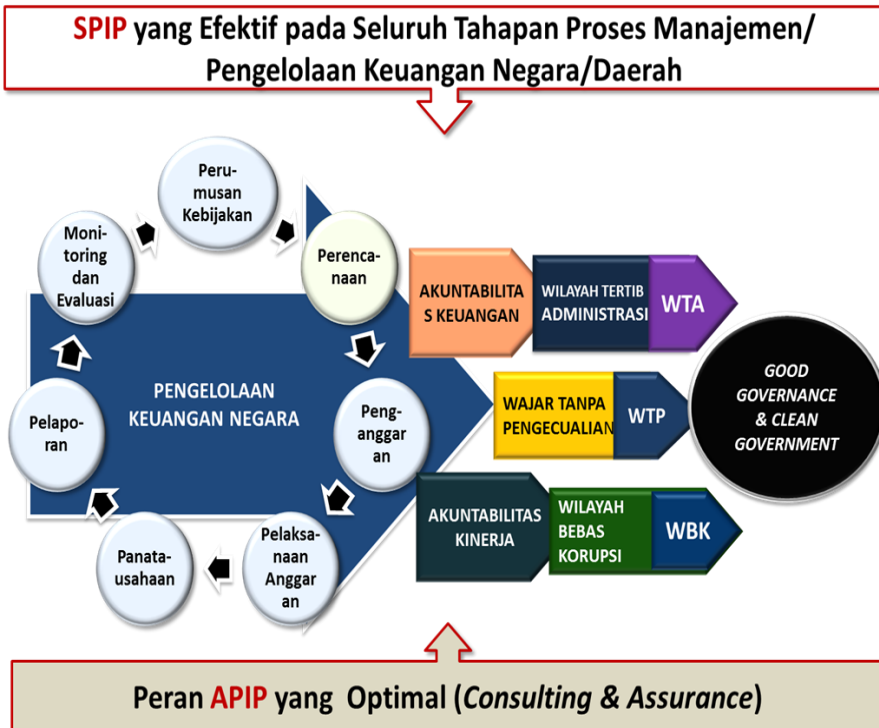 SPIP yang Efektif pada Seluruh Tahapan Proses Manajemen/
Pengelolaan Keuangan Negara/Daerah
Peru-
musan
Kebijakan
Moni-
toring
dan
Evaluasi
Perenca-
naan
PENGELOLAAN
KEUANGAN NEGARA
Pelapo-
ran
Peng-
anggar
an
Panata-
usahaan
Pelaksa-
naan
Anggar
an
AKUNTABILITA
S KEUANGAN
WILAYAH TERTIB
ADMINISTRASI
WTA
WAJAR TANPA
PENGECUALIAN
WTP
AKUNTABILITAS
KINERJA
WILAYAH
BEBAS
KORUPSI
WBK
GOOD
GOVERNANCE
& CLEAN
GOVERNMENT
Peran APIP yang Optimal (Consulting & Assurance)